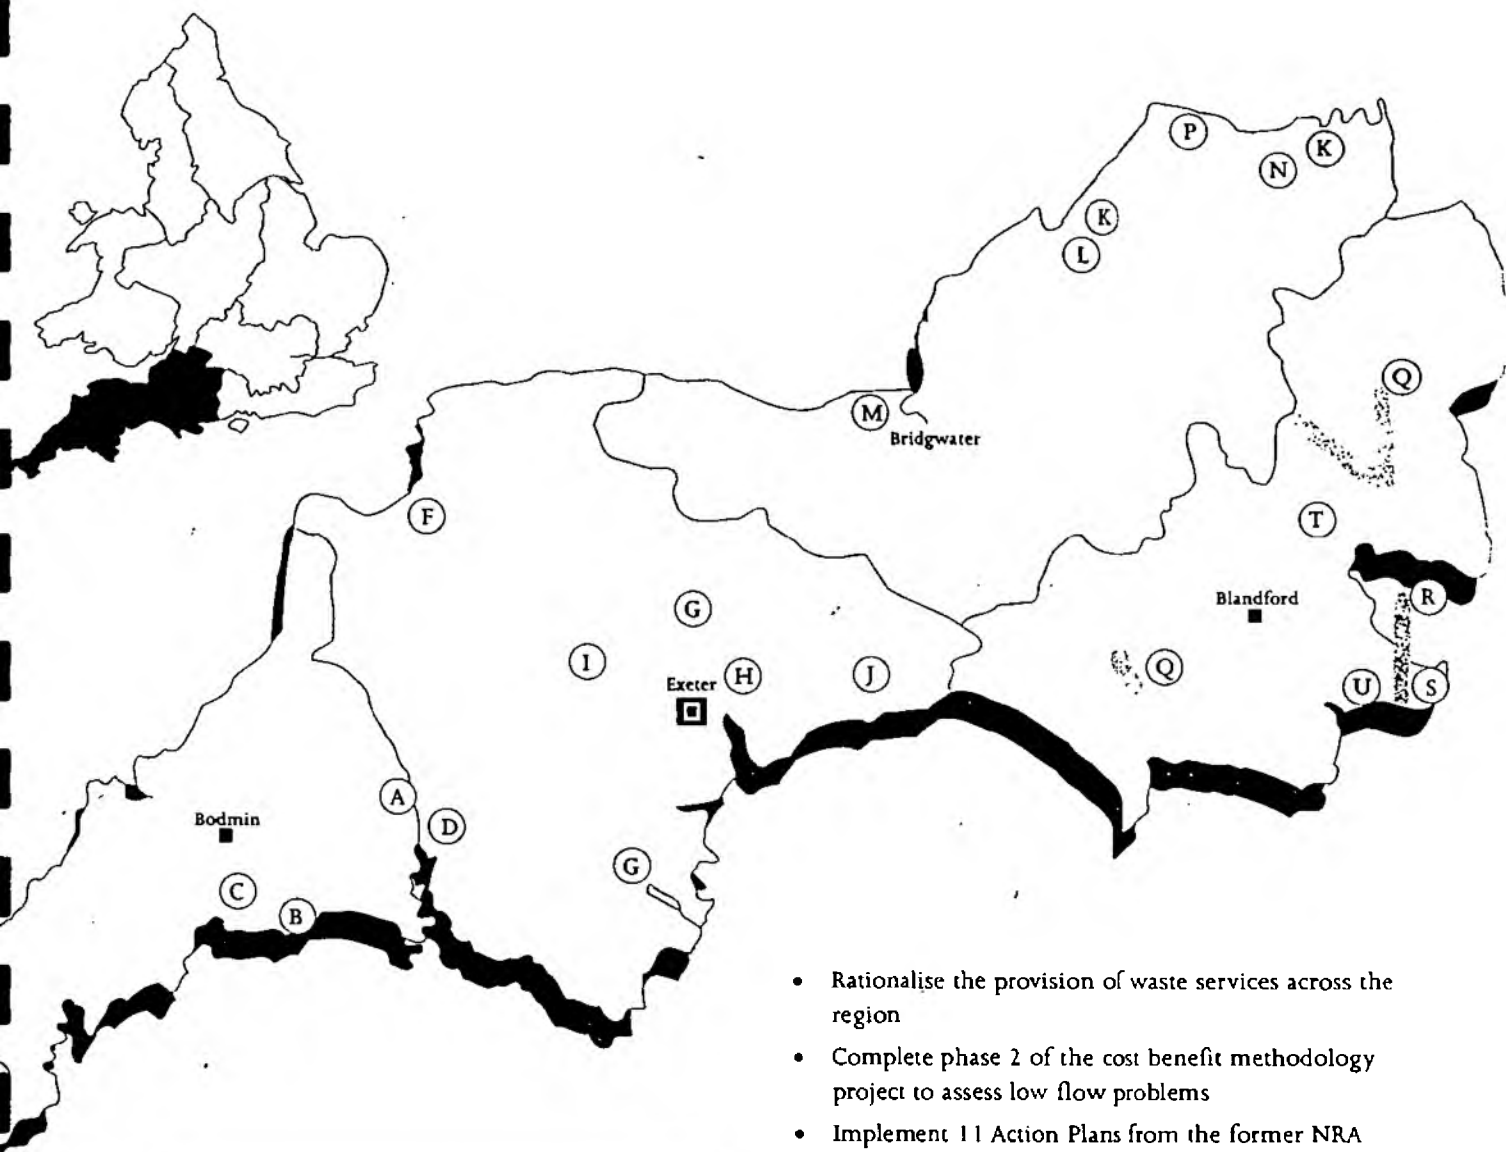 P
K
N
K
L
Q
M
Bridgwater
F
T
G
Blandford
R
I
Exeter
H
J
Q
U
S
A
Bodmin
D
G
C
B
• Rationalise the provision of waste services across the
region
• Complete phase 2 of the cost benefit methodology
project to assess low flow problems
• Implement 11 Action Plans from the former NRA